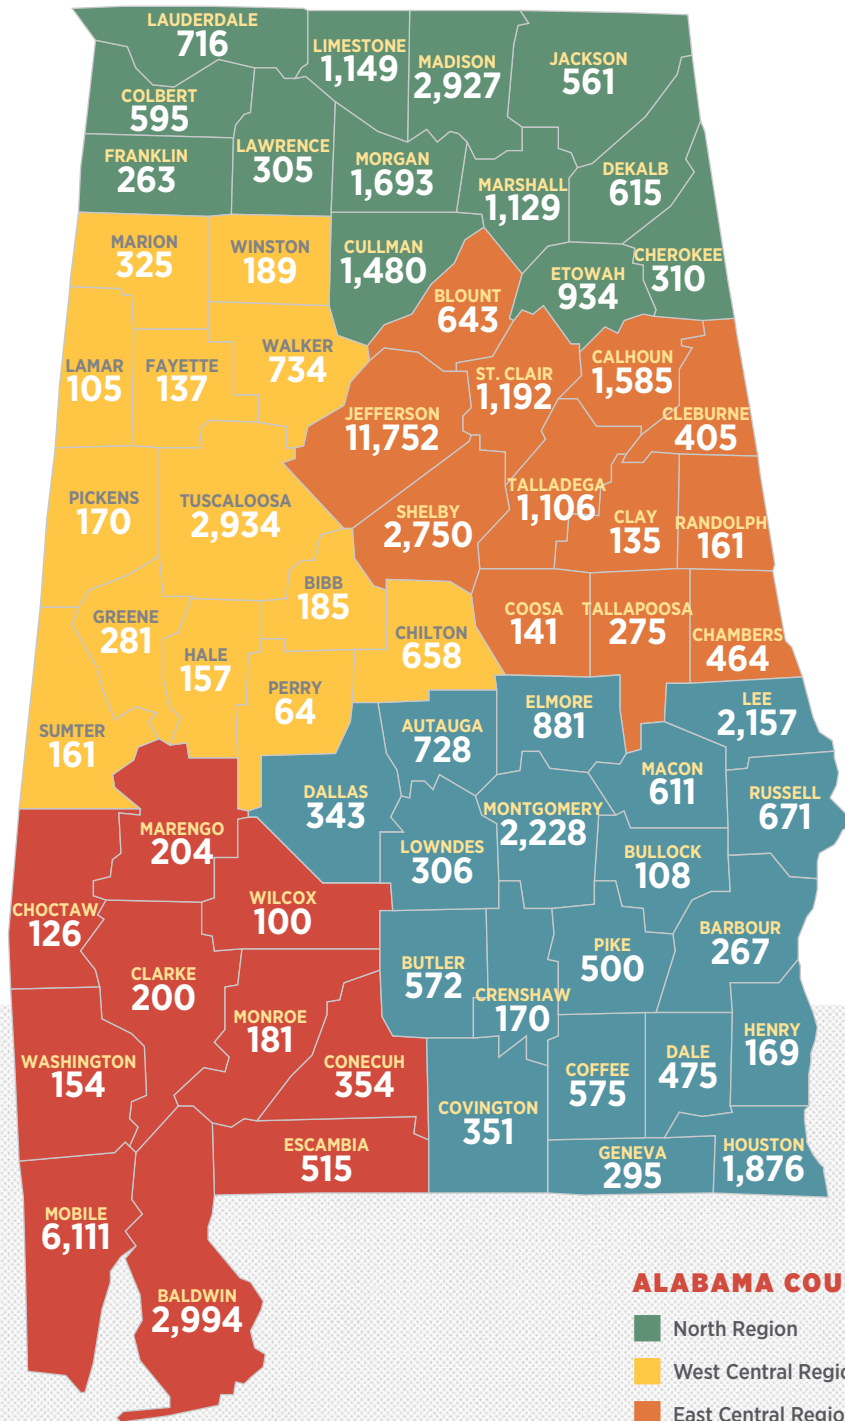 LAUDERDALE
716
LIMESTONE
1,149
MADISON
2,927
JACKSON
561
COLBERT
595
LAWRENCE
305
FRANKLIN
263
MORGAN
1,693
MARSHALL
1,129
DEKALB
615
MARION
325
WINSTON
189
CULLMAN
1,480
CHEROKEE
310
ETOWAH
934
BLOUNT
643
LAMAR
105
FAYETTE
137
WALKER
734
ST. CLAIR
1,192
CALHOUN
1,585
JEFFERSON
11,752
CLEBURNE
405
PICKENS
170
TUSCALOOSA
2,934
SHELBY
2,750
TALLADEGA
1,106
CLAY
135
RANDOLPH
161
BIBB
185
GREENE
281
HALE
157
CHILTON
658
COOSA
141
TALLAPOOSA
275
CHAMBERS
464
PERRY
64
SUMTER
161
AUTAUGA
728
ELMORE
881
LEE
2,157
DALLAS
343
MACON
611
RUSSELL
671
MARENGO
204
LOWNDES
306
MONTGOMERY
2,228
BULLOCK
108
CHOCTAW
126
WILCOX
100
BARBOUR
267
CLARKE
200
BUTLER
572
PIKE
500
CRENSHAW
170
MONROE
181
WASHINGTON
154
CONECUH
354
COFFEE
575
DALE
475
HENRY
169
COVINGTON
351
ESCAMBIA
515
GENEVA
295
HOUSTON
1,876
MOBILE
6,111
BALDWIN
2,994
ALABAMA COU
North Region
West Central Regio
East Central Region